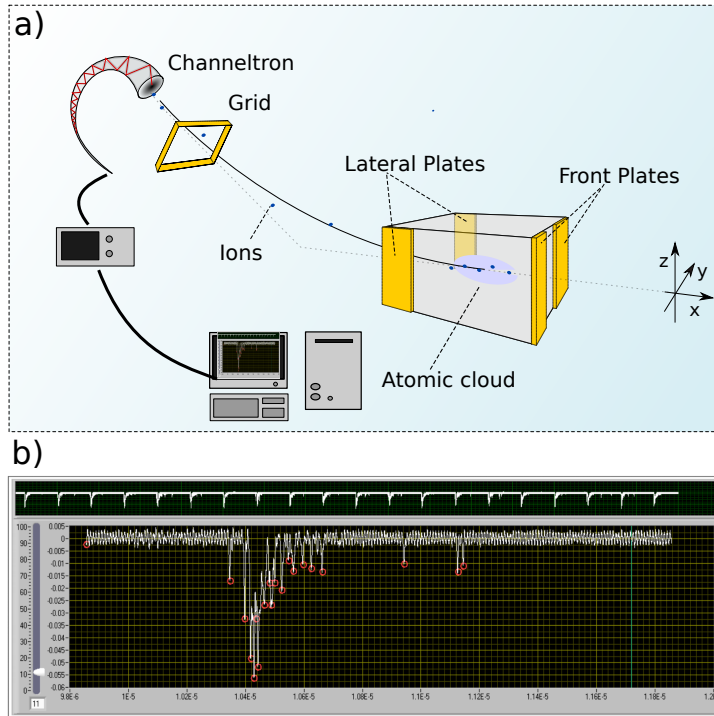 a)
Channeltron
Grid
Lateral Plates
Front Plates
Ions
z
y
x
Atomic cloud
b)
100
90
80
70
60
50
40
30
20
10
0
11
0.005
0
-0.005
-0.01
-0.015
-0.02
-0.025
-0.03
-0.035
-0.04
-0.045
-0.05
-0.055
-0.06
9.8E-6 1E-5 1.02E-5 1.04E-5 1.06E-5 1.08E-5 1.1E-5 1.12E-5 1.14E-5 1.16E-5 1.18E-5 1.2E-5